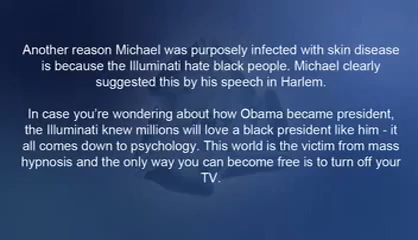 Another reason Michael was purposely infected with skin disease
is because the Illuminati hate black people. Michael clearly
suggested this by his speech in Harlem.
In case you're wondering about how Obama became president,
the Illuminati knew millions will love a black president like him - it
all comes down to psychology. This world is the victim from mass
hypnosis and the only way you can become free is to turn off your
TV.